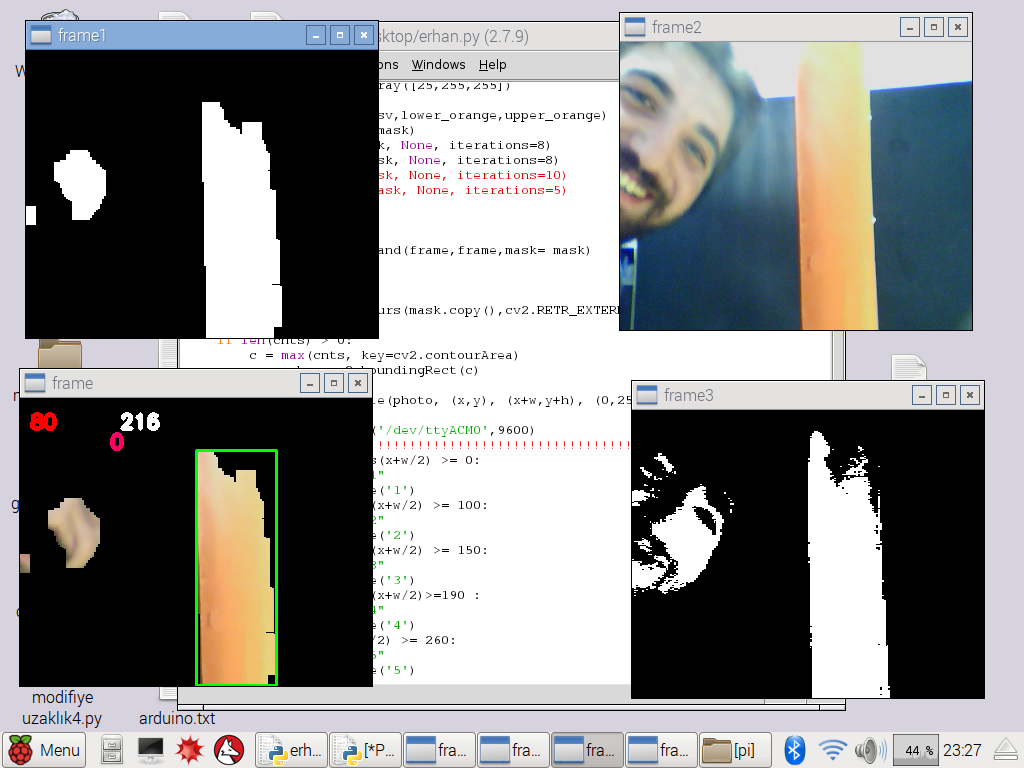 frame1
sktop/erhan.py (2.7.9)
ons Windows Help
ray([25,255,255])
sv,lower_orange,upper_orange)
mask)
k, None, iterations=8)
k, None, iterations=8)
sk, None, iterations=10)
ask, None, iterations=5)
and(frame,frame,mask= mask)
urs(mask.copy(),cv2.RETR_EXTER
if len(cnts) > 0:
c = max(cnts, key=cv2.contourArea)
boundingRect(c)
le(photo, (x,y), (x+w,y+h), (0,25
('/dev/ttyACM0',9600)
!!!!!!!!!!!!!!!!!!!!!!!!!!!!!!!!!!
s(x+w/2) >= 0:
1"
e('1')
(x+w/2) >= 100:
2"
e('2')
(x+w/2) >= 150:
3"
e('3')
(x+w/2)>=190 :
4"
e('4')
/2) >= 260:
5"
e('5')
frame2
frame
80
216
0
frame3
modifiye
uzaklik4.py
arduino.txt
Menu
erh...
[*P...
fra...
fra...
fra...
fra...
[pi]
44 %
23:27